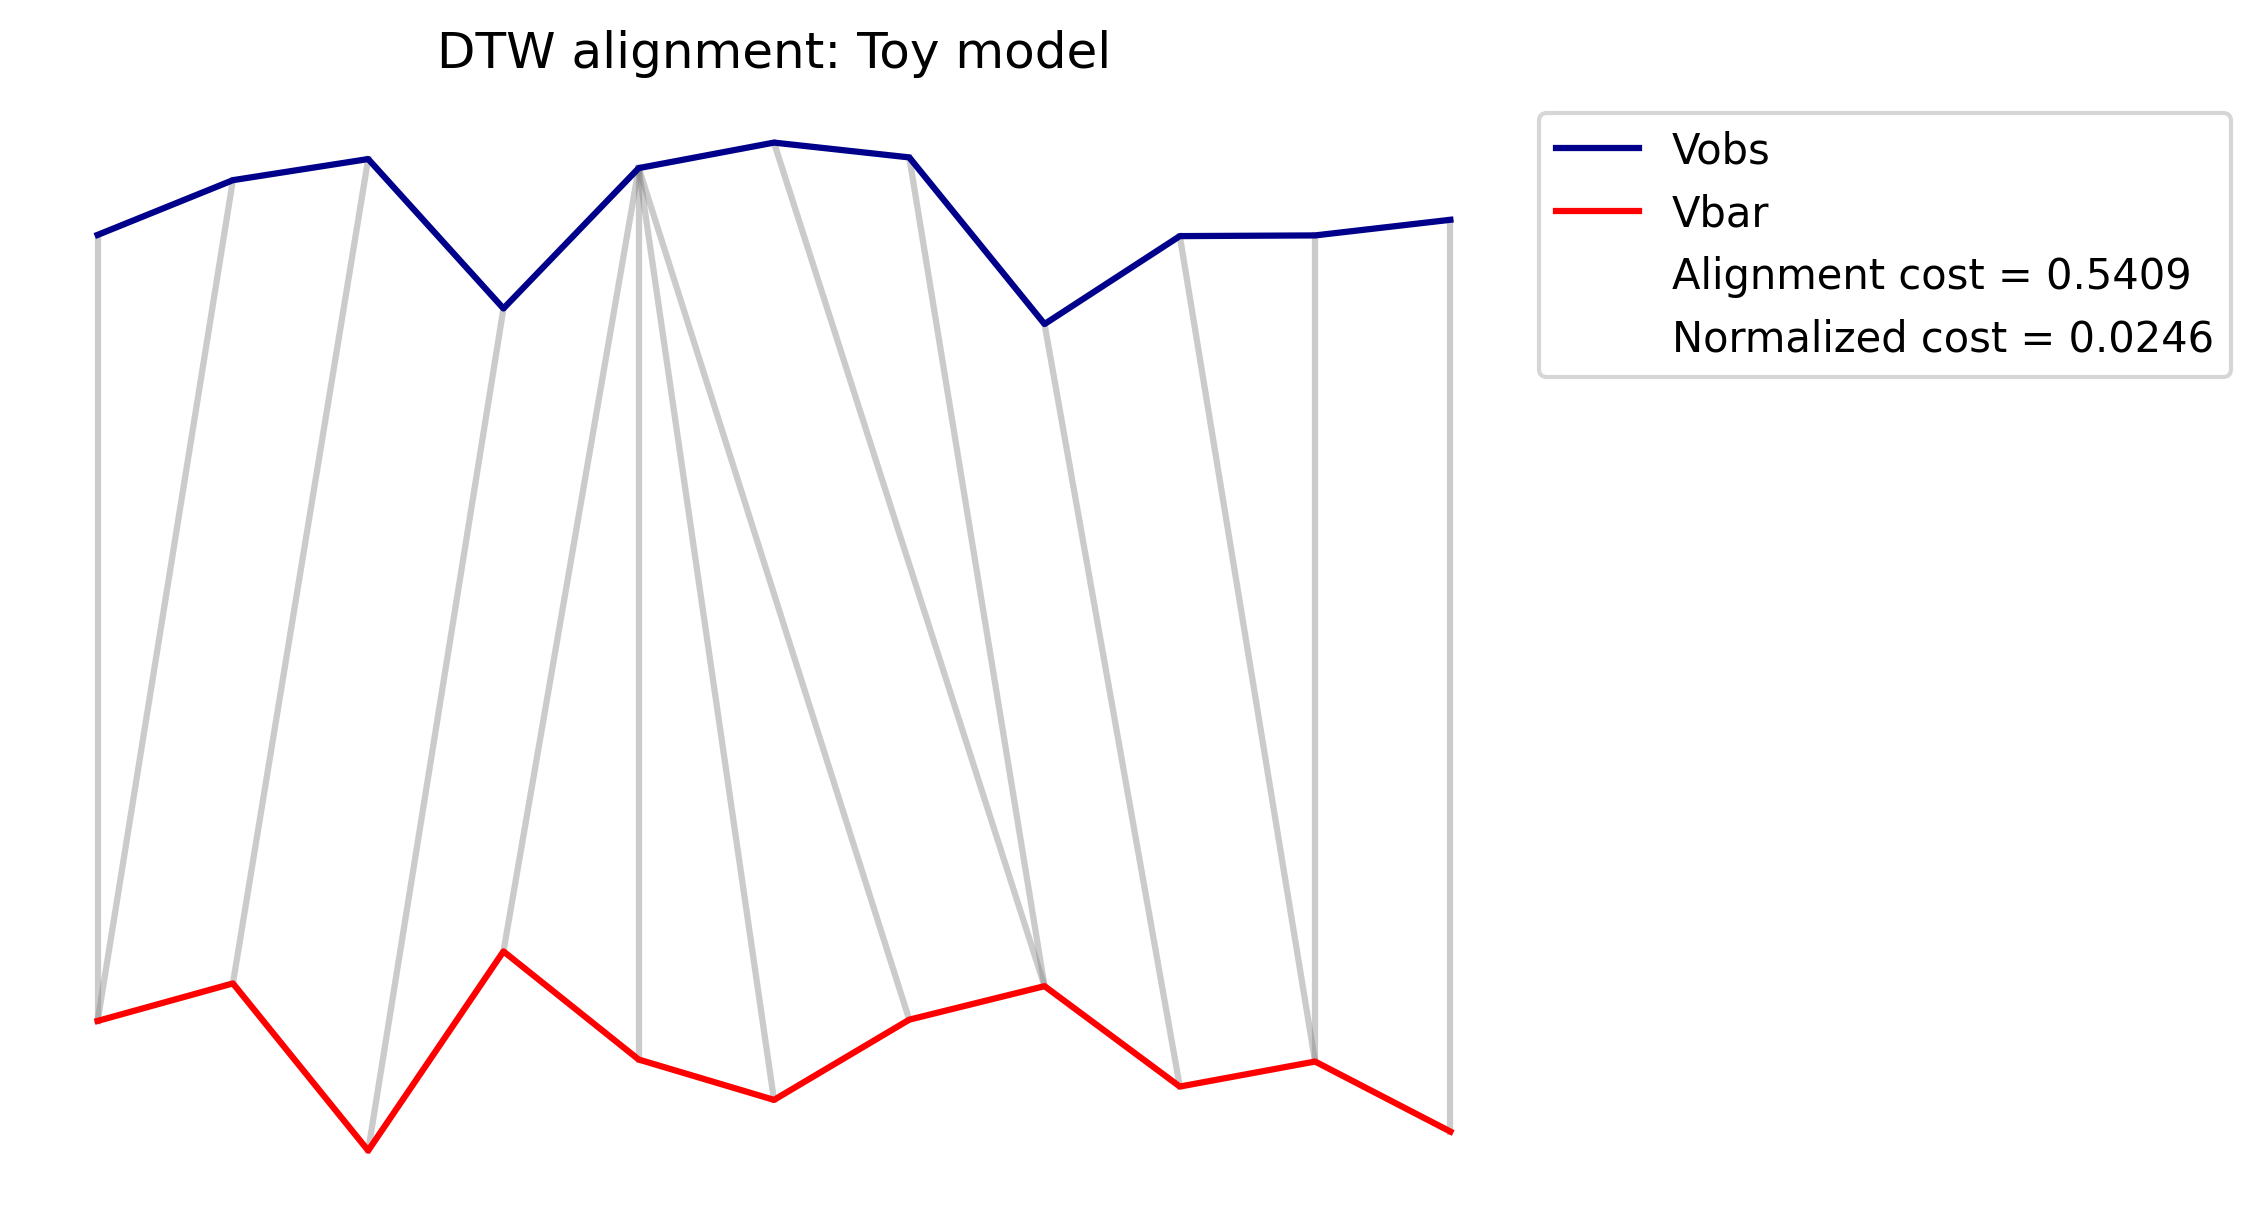 DTW alignment: Toy model
Vobs
Vbar
Alignment cost = 0.5409
Normalized cost = 0.0246